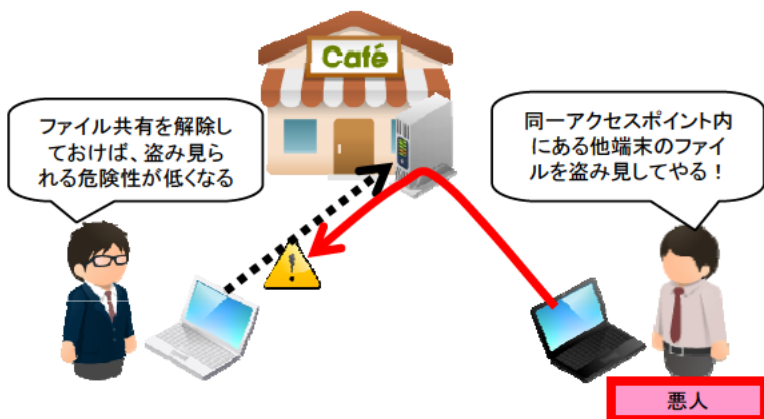 Café
ファイル共有を解除し
ておけば、盗み見ら
れる危険性が低くなる
同一アクセスポイント内
にある他端末のファイ
ルを盗み見してやる！
悪人